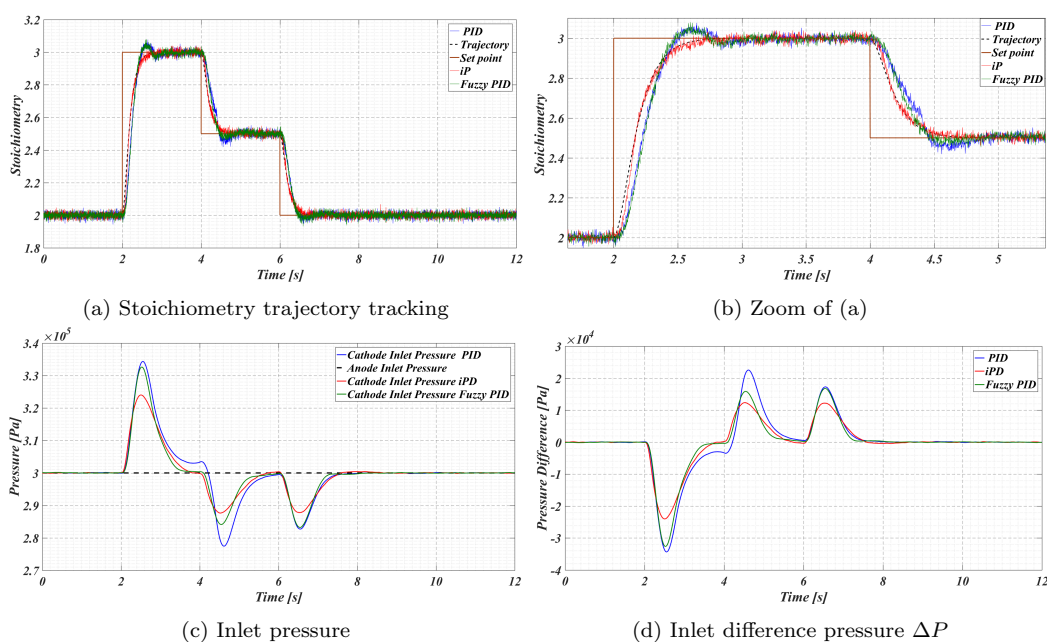 3.2
3
2.8
2.6
2.4
2.2
2
1.8
Stoichiometry
0 2 4 6 8 10 12
Time [s]
PID
Trajectory
Set point
iP
Fuzzy PID
(a) Stoichiometry trajectory tracking
3
2.8
2.6
2.4
2.2
2
Stoichiometry
2 2.5 3 3.5 4 4.5 5
Time [s]
PID
Trajectory
Set point
iP
Fuzzy PID
(b) Zoom of (a)
×10⁵
3.4
3.3
3.2
3.1
3
2.9
2.8
2.7
Pressure [Pa]
0 2 4 6 8 10 12
Time [s]
Cathode Inlet Pressure PID
Anode Inlet Pressure
Cathode Inlet Pressure iPD
Cathode Inlet Pressure Fuzzy PID
(c) Inlet pressure
×10⁴
3
2
1
0
-1
-2
-3
-4
Pressure Difference [Pa]
0 2 4 6 8 10 12
Time [s]
PID
iPD
Fuzzy PID
(d) Inlet difference pressure ΔP